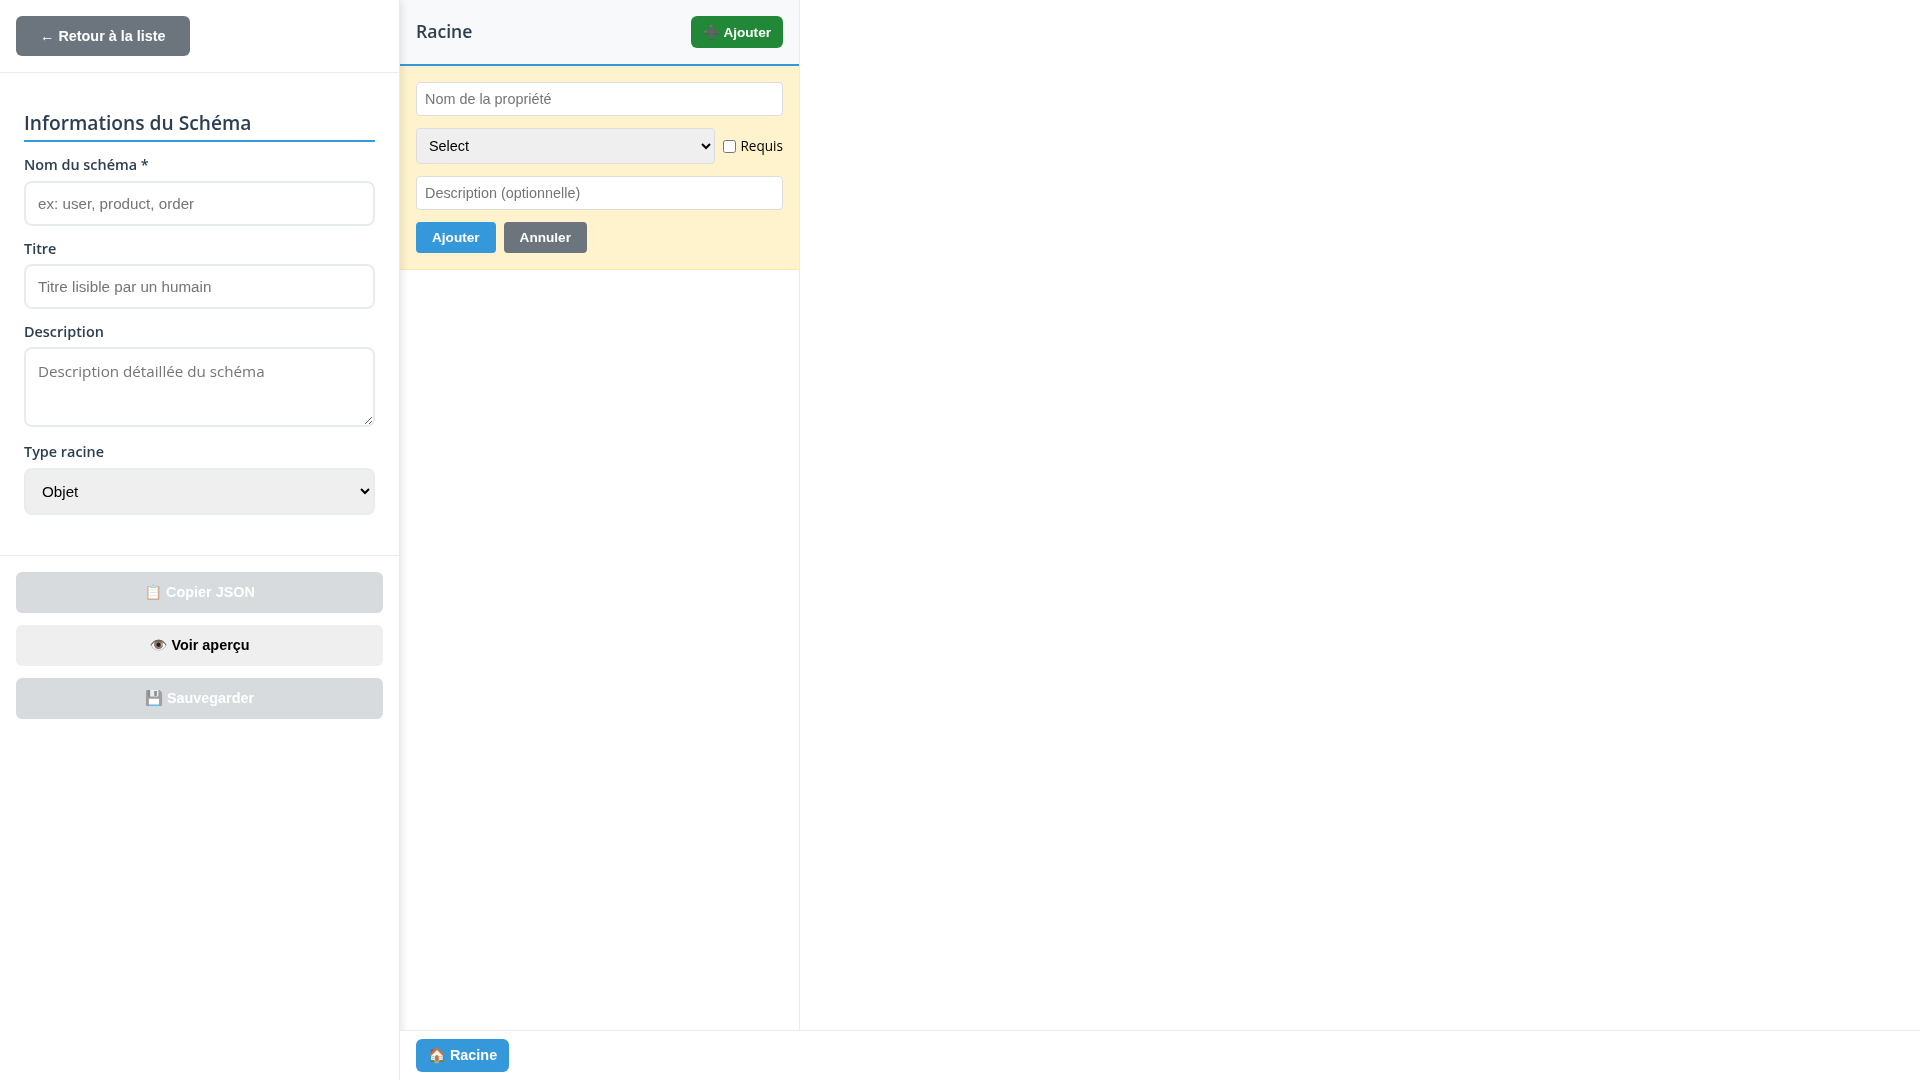 ← Retour à la liste
Informations du Schéma
Nom du schéma *
ex: user, product, order
Titre
Titre lisible par un humain
Description
Description détaillée du schéma
Type racine
Objet
📋 Copier JSON
👁️ Voir aperçu
💾 Sauvegarder
Racine
➕ Ajouter
Nom de la propriété
Select
Requis
Description (optionnelle)
Ajouter
Annuler
🏠 Racine